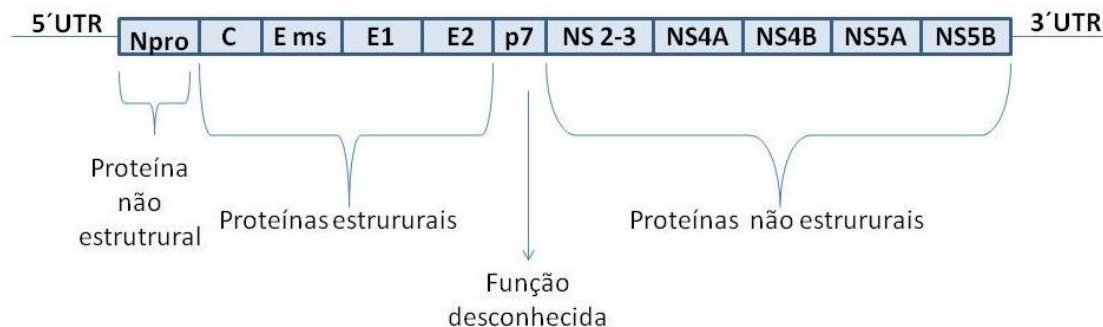 5´UTR
3´UTR
Npro C E ms E1 E2 p7 NS 2-3 NS4A NS4B NS5A NS5B
Proteína
não
estrutrural
Proteínas estrururais
Proteínas não estrururais
Função
desconhecida